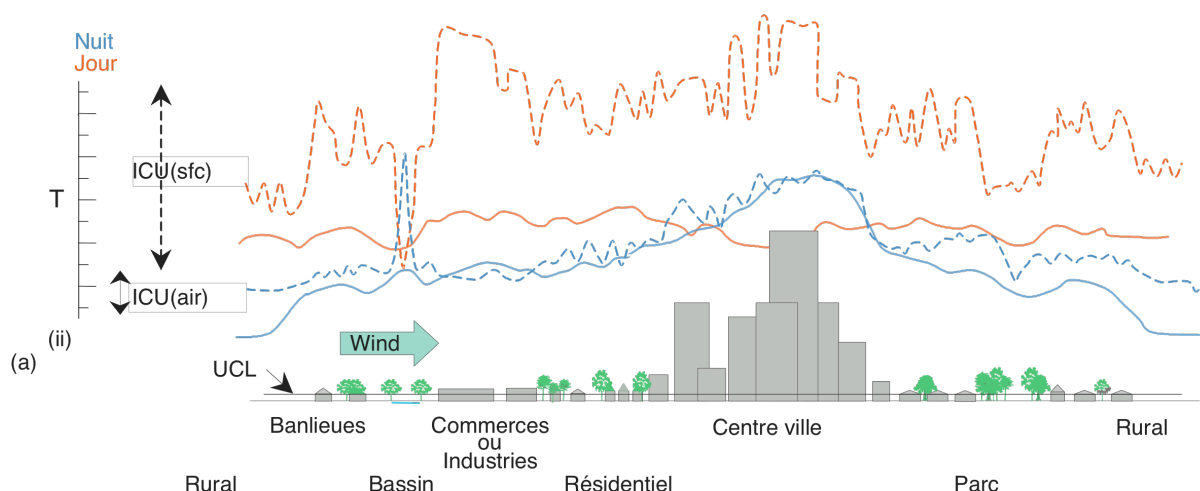 Nuit
Jour
ICU(sfc)
T
ICU(air)
(ii)
(a)
Wind
UCL
Banlieues
Commerces
ou
Industries
Centre ville
Rural
Rural
Bassin
Résidentiel
Parc